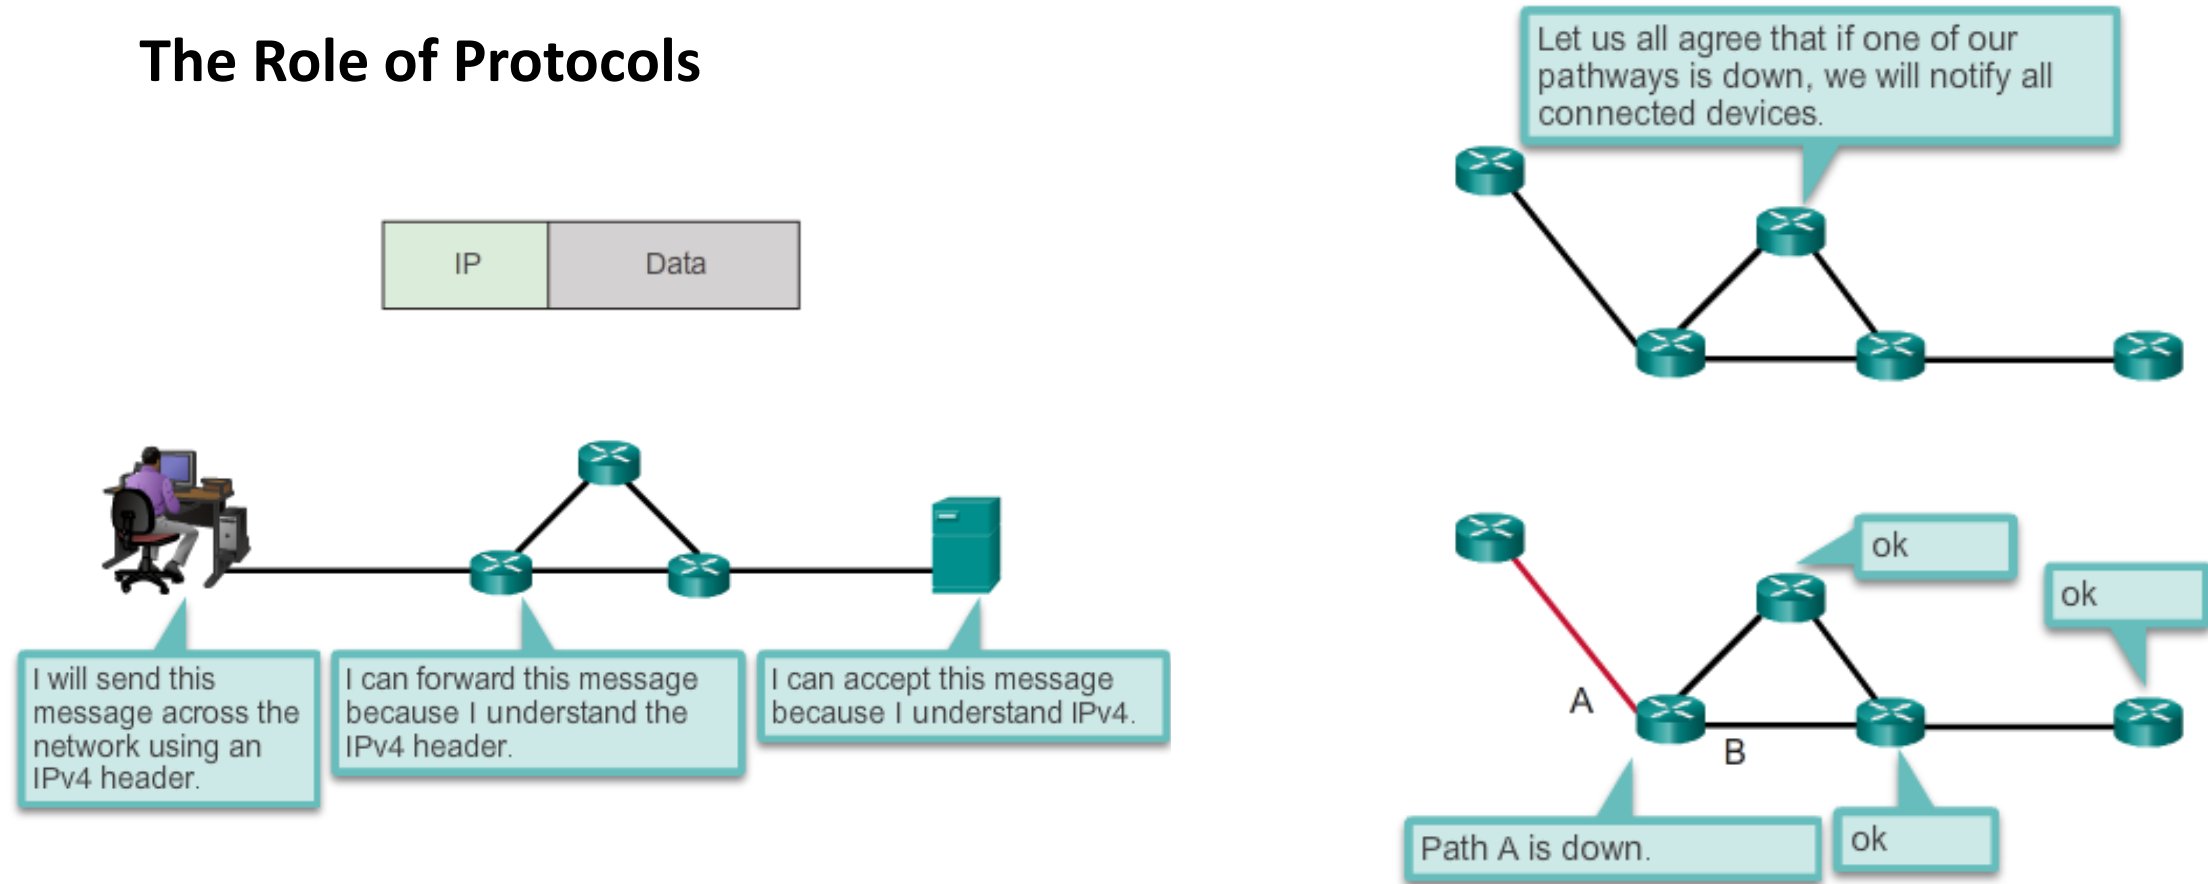 The Role of Protocols
IP
Data
I will send this
message across the
network using an
IPv4 header.
I can forward this message
because I understand the
IPv4 header.
I can accept this message
because I understand IPv4.
Let us all agree that if one of our
pathways is down, we will notify all
connected devices.
ok
ok
A
B
Path A is down.
ok